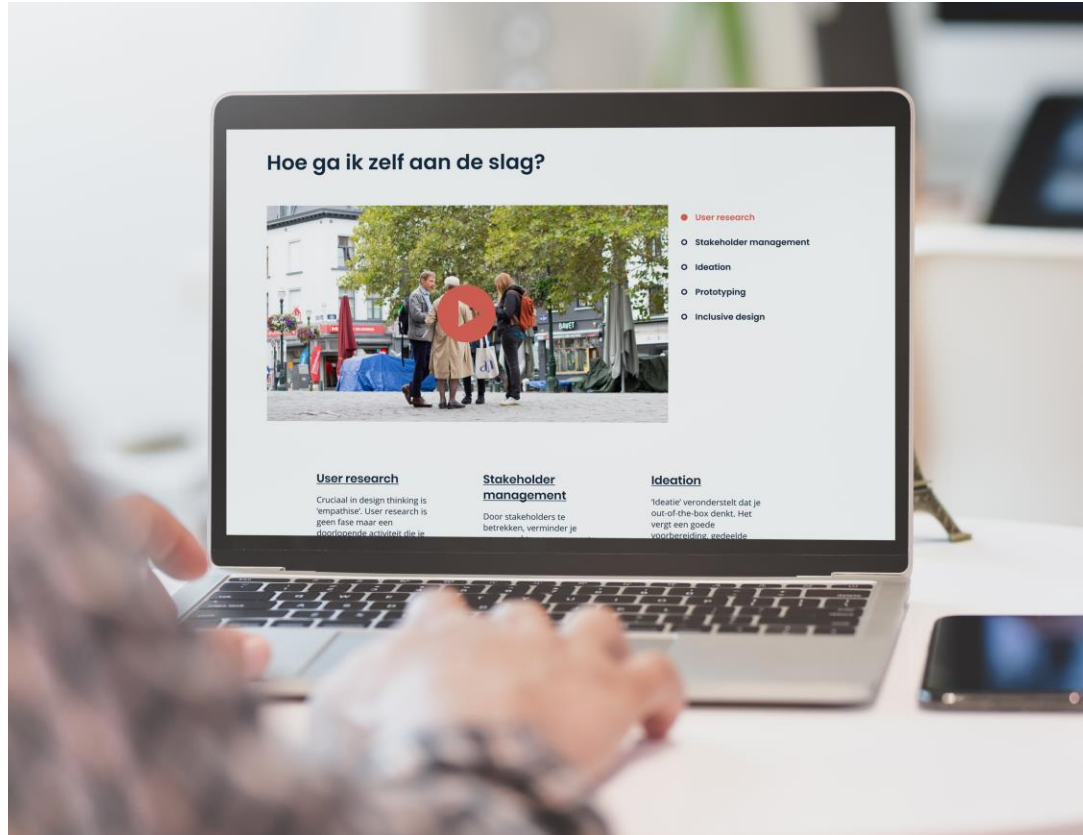 Hoe ga ik zelf aan de slag?
User research
Stakeholder management
Ideation
Prototyping
Inclusive design
BAVET
User research
Cruciaal in design thinking is
'empathise'. User research is
geen fase maar een
doorlopende activiteit die je
Stakeholder
management
Door stakeholders te
betrekken, verminder je
Ideation
'Ideatie' veronderstelt dat je
out-of-the-box denkt. Het
vergt een goede
voorbereiding, gedeelde